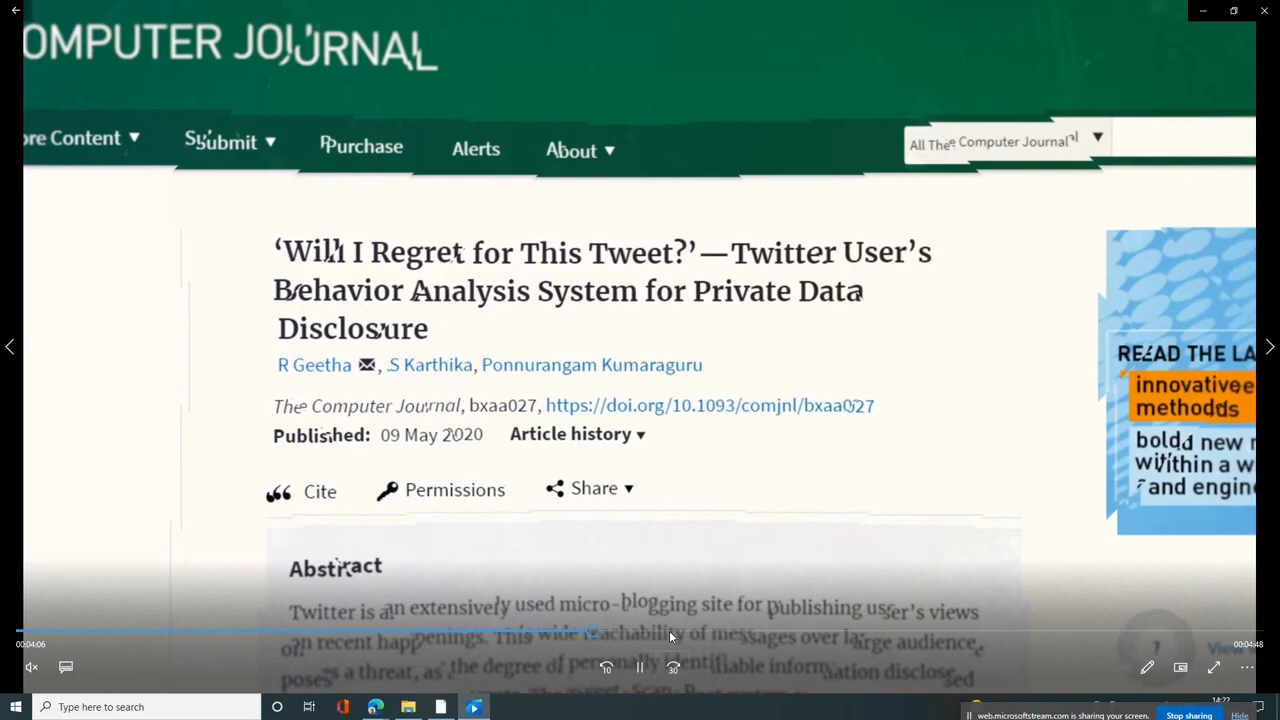 OMPUTER JOURNAL
ore Content ▼ Submit ▼ Purchase Alerts About ▼ All The Computer Journal ▼
‘Will I Regret for This Tweet?’—Twitter User’s
Behavior Analysis System for Private Data
Disclosure
R Geetha ✉, S Karthika, Ponnurangam Kumaraguru
The Computer Journal, bxaa027, https://doi.org/10.1093/comjnl/bxaa027
Published: 09 May 2020 Article history ▼
Cite Permissions Share ▼
READ THE LA
innovative e
methods
bold new r
within a w
and engine
Abstract
Twitter is an extensively used micro-blogging site for publishing user’s views
on recent happenings. This wide reachability of messages over large audience
poses a threat, as the degree of personally identifiable information disclosed
00:04:06 00:04:48
10 30
Type here to search
14:22
web.microsoftstream.com is sharing your screen. Stop sharing Hide